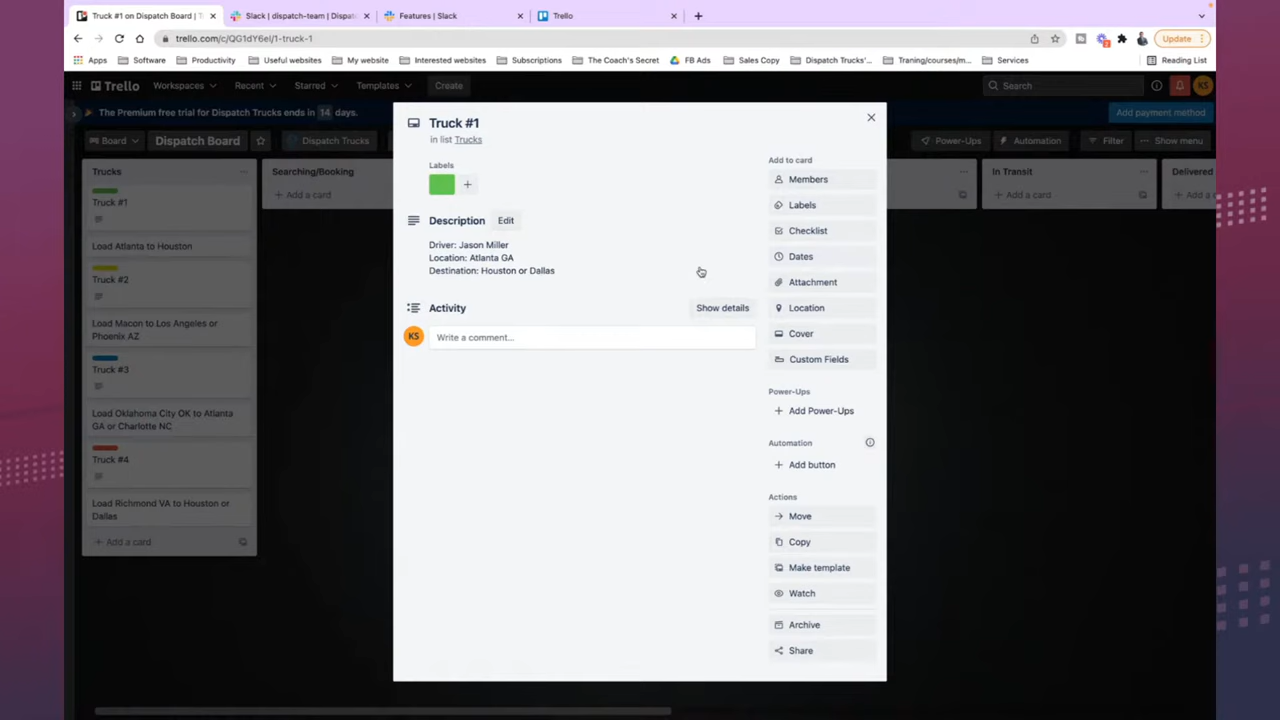 Truck #1 on Dispatch Board | T
Slack | dispatch-team | Dispat
Features | Slack
Trello
trello.com/c/QG1dY6el/1-truck-1
Update
Apps
Software
Productivity
Useful websites
My website
Interested websites
Subscriptions
The Coach's Secret
FB Ads
Sales Copy
Dispatch Trucks'...
Traning/courses/m...
Services
Reading List
Trello
Workspaces
Recent
Starred
Templates
Create
Search
KS
The Premium free trial for Dispatch Trucks ends in 14 days.
Add payment method
Board
Dispatch Board
Dispatch Trucks
Power-Ups
Automation
Filter
Show menu
Trucks
Truck #1
Load Atlanta to Houston
Truck #2
Load Macon to Los Angeles or
Phoenix AZ
Truck #3
Load Oklahoma City OK to Atlanta
GA or Charlotte NC
Truck #4
Load Richmond VA to Houston or
Dallas
+ Add a card
Searching/Booking
+ Add a card
Truck #1
in list Trucks
Labels
+
Description
Edit
Driver: Jason Miller
Location: Atlanta GA
Destination: Houston or Dallas
Activity
Show details
KS
Write a comment...
Add to card
Members
Labels
Checklist
Dates
Attachment
Location
Cover
Custom Fields
Power-Ups
+ Add Power-Ups
Automation
+ Add button
Actions
Move
Copy
Make template
Watch
Archive
Share
In Transit
+ Add a card
Delivered
+ Add a c